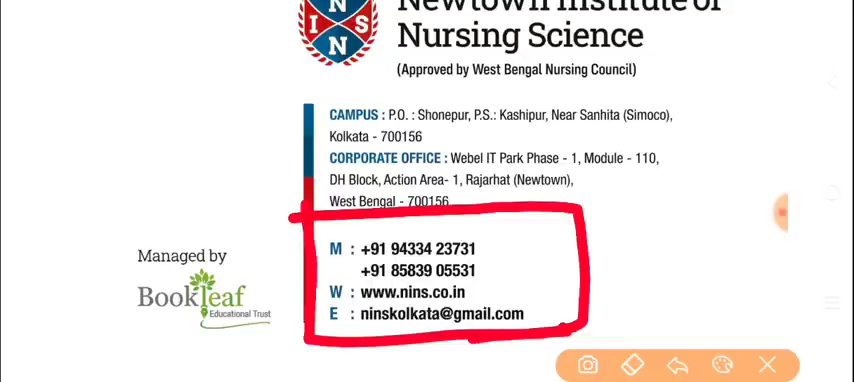 Newtown Institute of
Nursing Science
(Approved by West Bengal Nursing Council)
N
I S
N
CAMPUS : P.O. : Shonepur, P.S.: Kashipur, Near Sanhita (Simoco),
Kolkata - 700156
CORPORATE OFFICE : Webel IT Park Phase - 1, Module - 110,
DH Block, Action Area- 1, Rajarhat (Newtown),
West Bengal - 700156
M : +91 94334 23731
+91 85839 05531
W : www.nins.co.in
E : ninskolkata@gmail.com
Managed by
Bookleaf
Educational Trust